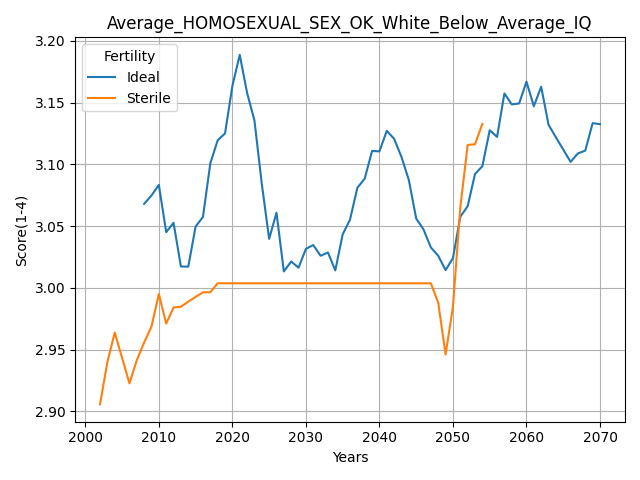 Average_HOMOSEXUAL_SEX_OK_White_Below_Average_IQ
3.20
3.15
3.10
3.05
3.00
2.95
2.90
Score(1-4)
Fertility
Ideal
Sterile
2000 2010 2020 2030 2040 2050 2060 2070
Years